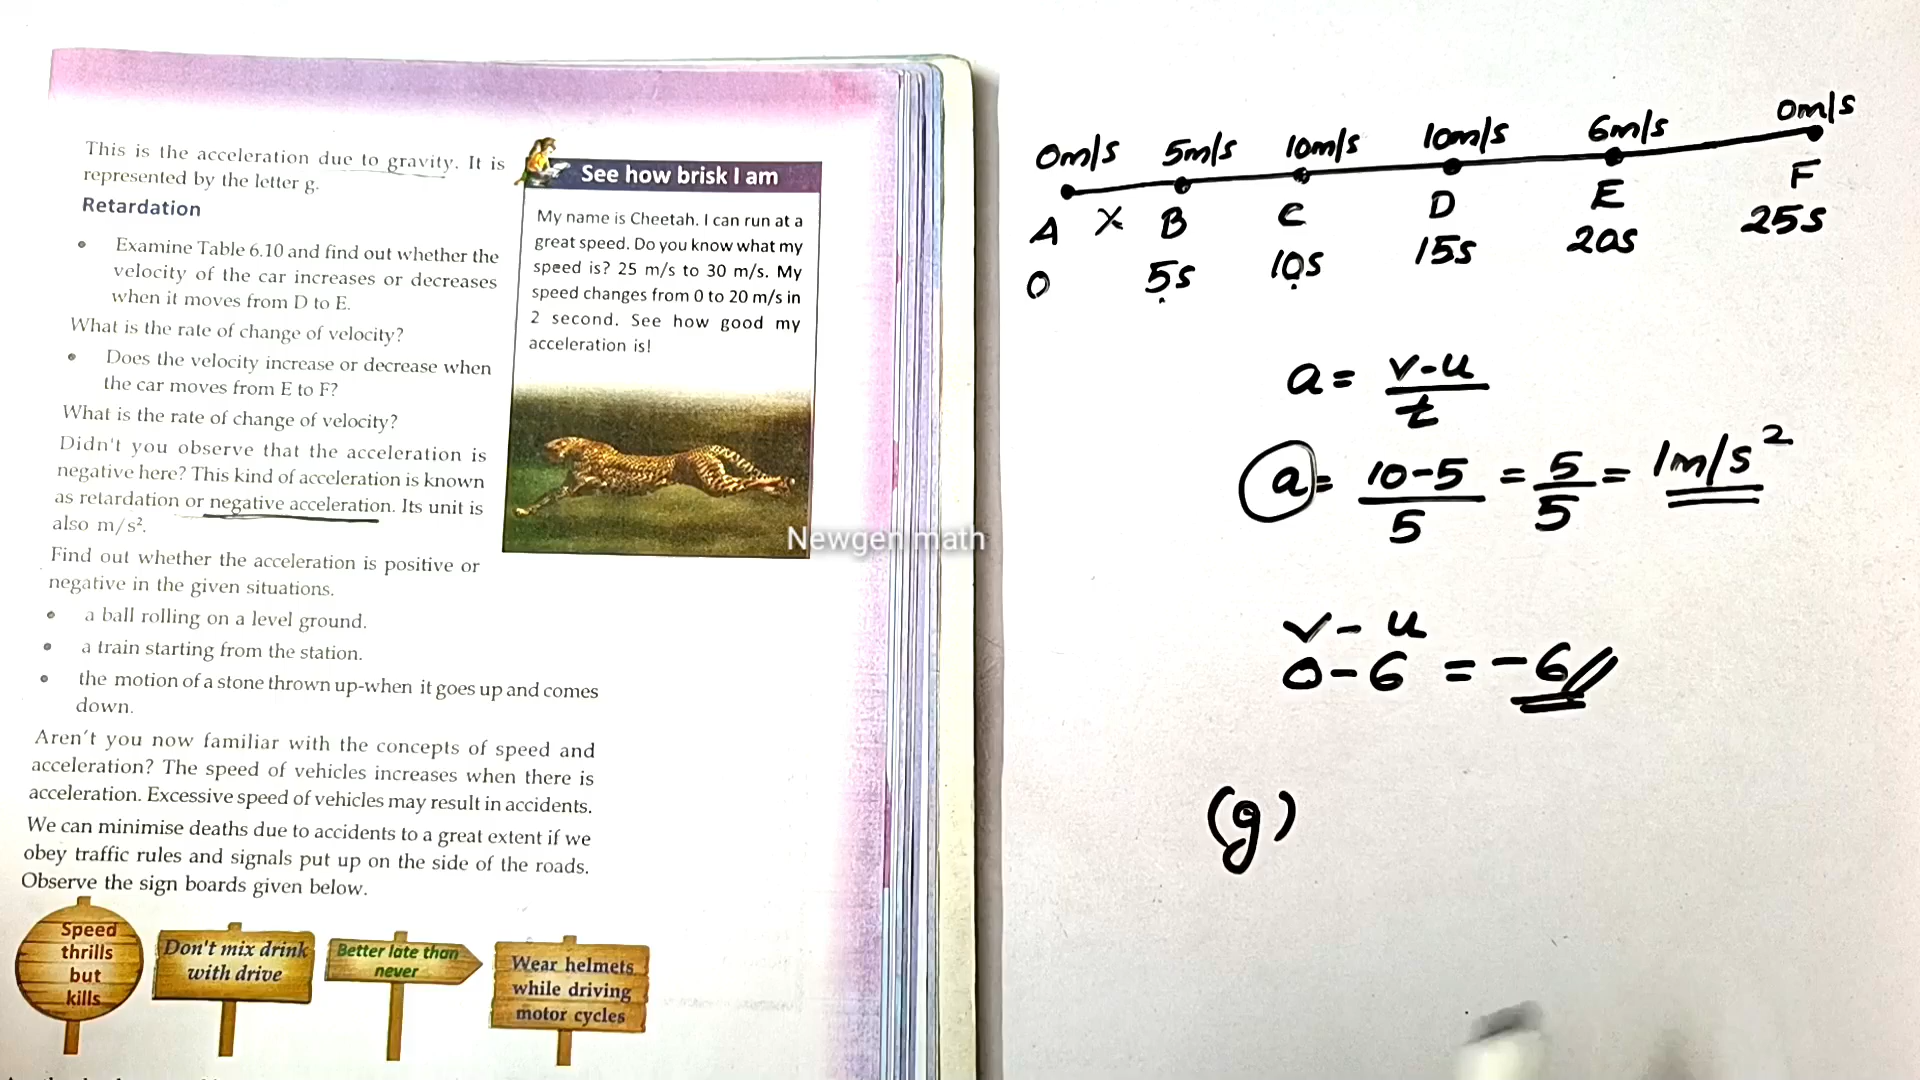 This is the acceleration due to gravity. It is
represented by the letter g.
Retardation
• Examine Table 6.10 and find out whether the
velocity of the car increases or decreases
when it moves from D to E.
What is the rate of change of velocity?
• Does the velocity increase or decrease when
the car moves from E to F?
What is the rate of change of velocity?
Didn't you observe that the acceleration is
negative here? This kind of acceleration is known
as retardation or negative acceleration. Its unit is
also m/s².
Find out whether the acceleration is positive or
negative in the given situations.
• a ball rolling on a level ground.
• a train starting from the station.
• the motion of a stone thrown up-when it goes up and comes
down.
Aren't you now familiar with the concepts of speed and
acceleration? The speed of vehicles increases when there is
acceleration. Excessive speed of vehicles may result in accidents.
We can minimise deaths due to accidents to a great extent if we
obey traffic rules and signals put up on the side of the roads.
Observe the sign boards given below.
Speed
thrills
but
kills
Don't mix drink
with drive
Better late than
never
Wear helmets
while driving
motor cycles
See how brisk I am
My name is Cheetah. I can run at a
great speed. Do you know what my
speed is? 25 m/s to 30 m/s. My
speed changes from 0 to 20 m/s in
2 second. See how good my
acceleration is!
Newgen math
0m/s 5m/s 10m/s 10m/s 6m/s 0m/s
A X B C D E F
0 5s 10s 15s 20s 25s
a = v-u / t
a = 10-5 / 5 = 5/5 = 1m/s²
v - u
0 - 6 = -6//
(g)